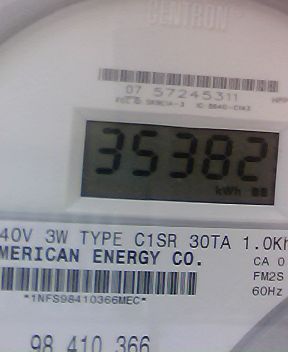 CENTRON
07 57245311
35382
kWh
40V 3W TYPE C1SR 30TA 1.0Kh
MERICAN ENERGY CO.
CA 0
FM2S
60Hz
*1NFS98410366MEC*
98 410 366